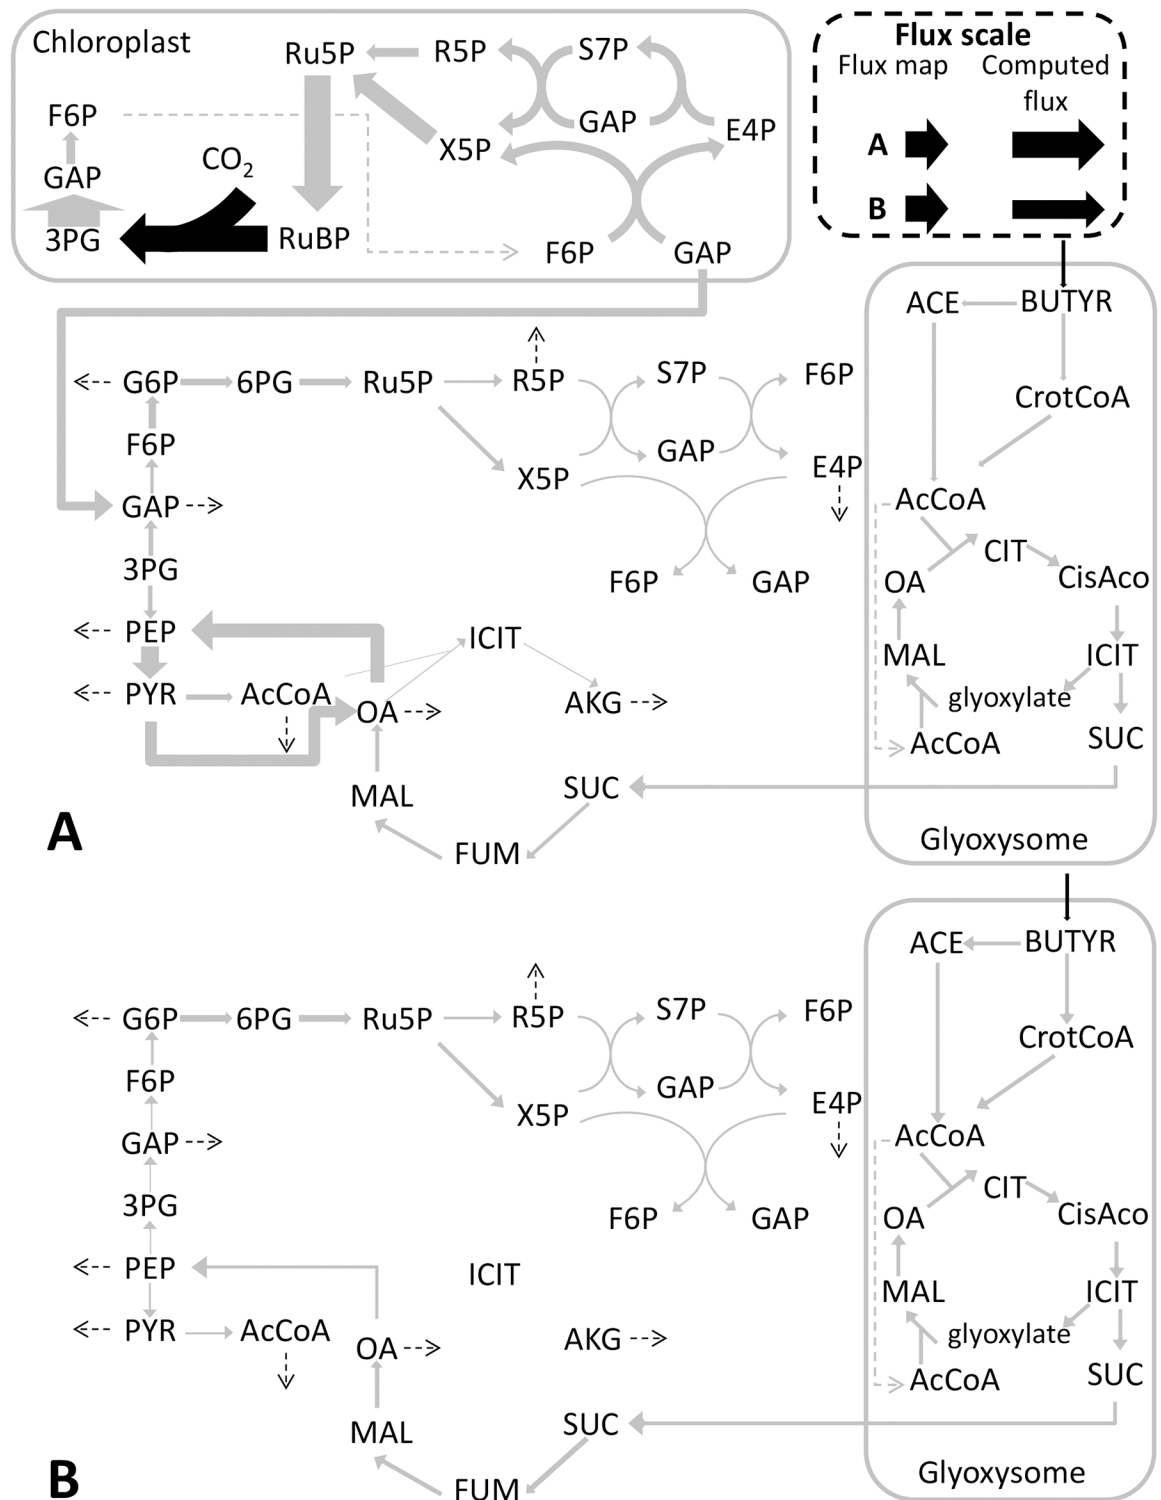 Chloroplast
Ru5P
R5P
S7P
F6P
GAP
E4P
CO2
X5P
GAP
3PG
RuBP
F6P
GAP
Flux scale
Flux map
Computed flux
A
B
ACE
BUTYR
G6P
6PG
Ru5P
R5P
S7P
F6P
CrotCoA
F6P
GAP
E4P
X5P
AcCoA
GAP
CIT
3PG
F6P
GAP
OA
CisAco
PEP
ICIT
MAL
ICIT
PYR
AcCoA
OA
AKG
glyoxylate
AcCoA
SUC
MAL
SUC
A
FUM
Glyoxysome
ACE
BUTYR
G6P
6PG
Ru5P
R5P
S7P
F6P
CrotCoA
F6P
GAP
E4P
X5P
AcCoA
GAP
CIT
3PG
F6P
GAP
OA
CisAco
PEP
ICIT
MAL
ICIT
PYR
AcCoA
OA
AKG
glyoxylate
AcCoA
SUC
MAL
SUC
B
FUM
Glyoxysome